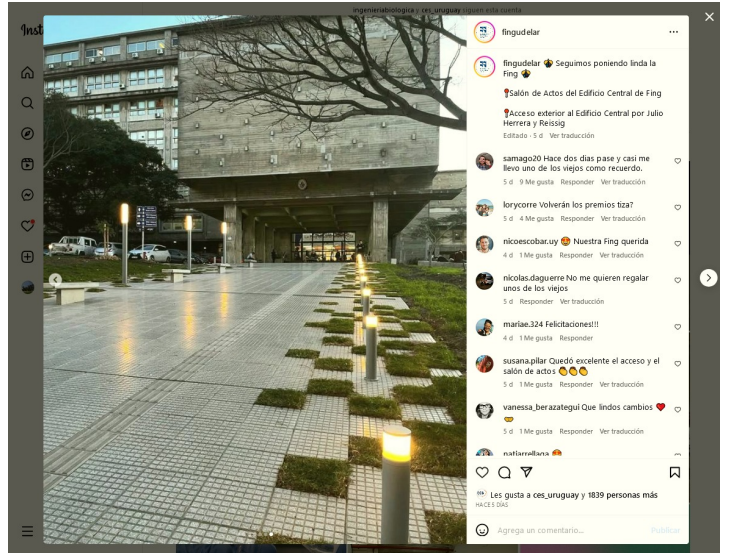 ingenieriabiologica y ces_uruguay siguen esta cuenta
Inst
fingudelar
fingudelar Seguimos poniendo linda la
Fing
Salón de Actos del Edificio Central de Fing
Acceso exterior al Edificio Central por Julio
Herrera y Reissig
Editado · 5 d Ver traducción
samago20 Hace dos dias pase y casi me
llevo uno de los viejos como recuerdo.
5 d 9 Me gusta Responder Ver traducción
lorycorre Volverán los premios tiza?
5 d 4 Me gusta Responder Ver traducción
nicoescobar.uy 😍 Nuestra Fing querida
4 d 1 Me gusta Responder Ver traducción
nicolas.daguerre No me quieren regalar
unos de los viejos
5 d Responder Ver traducción
mariae.324 Felicitaciones!!!
4 d 1 Me gusta Responder
susana.pilar Quedó excelente el acceso y el
salón de actos 👏👏👏
5 d 1 Me gusta Responder Ver traducción
vanessa_berazategui Que lindos cambios ❤️
5 d 1 Me gusta Responder Ver traducción
natiarrellaga 😍
Les gusta a ces_uruguay y 1839 personas más
HACE 5 DÍAS
Agrega un comentario...
Publicar